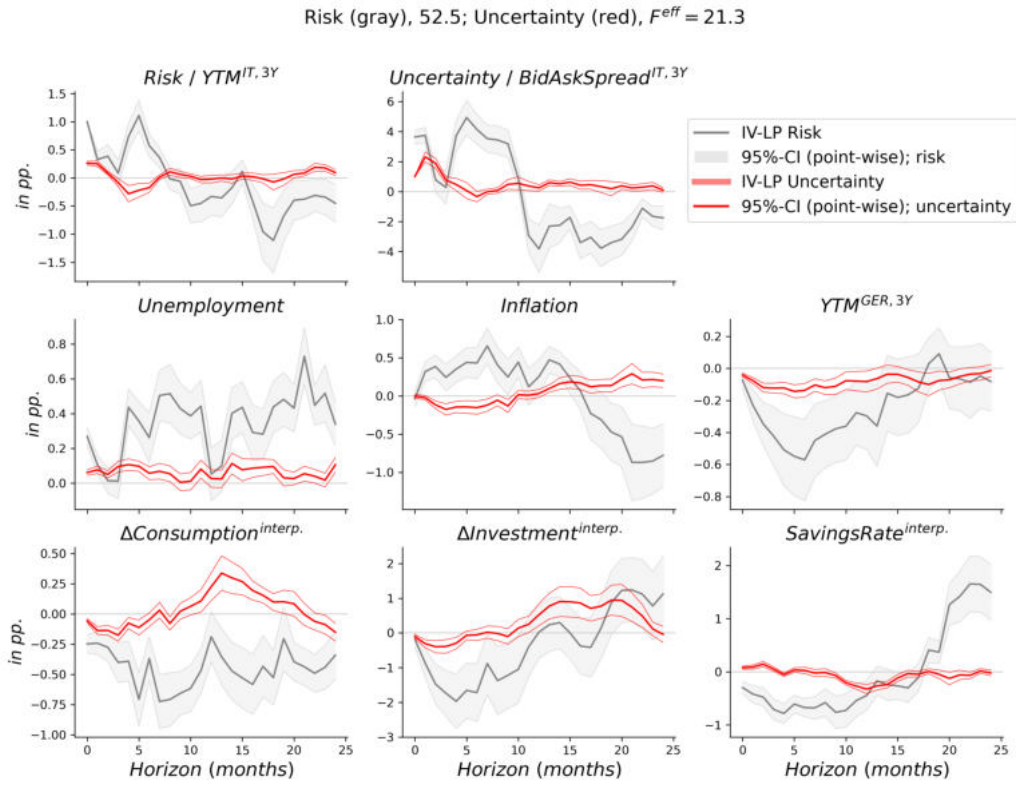 Risk (gray), 52.5; Uncertainty (red), F^eff = 21.3
Risk / YTM^IT, 3Y
Uncertainty / BidAskSpread^IT, 3Y
in pp.
1.5
1.0
0.5
0.0
−0.5
−1.0
−1.5
6
4
2
0
−2
−4
IV-LP Risk
95%-CI (point-wise); risk
IV-LP Uncertainty
95%-CI (point-wise); uncertainty
Unemployment
Inflation
YTM^GER, 3Y
in pp.
0.8
0.6
0.4
0.2
0.0
1.0
0.5
0.0
−0.5
−1.0
0.2
0.0
−0.2
−0.4
−0.6
−0.8
ΔConsumption^interp.
ΔInvestment^interp.
SavingsRate^interp.
in pp.
0.50
0.25
0.00
−0.25
−0.50
−0.75
−1.00
2
1
0
−1
−2
−3
2
1
0
−1
0 5 10 15 20 25
0 5 10 15 20 25
0 5 10 15 20 25
Horizon (months)
Horizon (months)
Horizon (months)